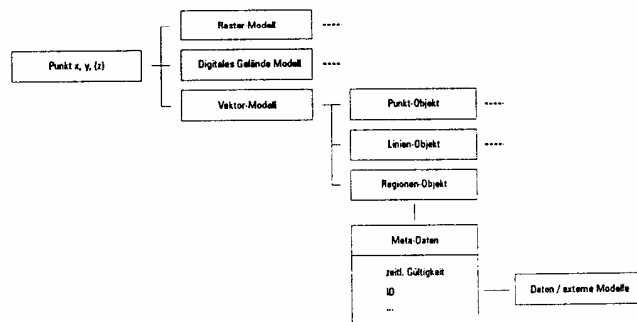 Raster Modell ----
Punkt x, y, (z)
Digitales Gelände Modell ----
Vektor-Modell
Punkt-Objekt ----
Linien-Objekt ----
Regionen-Objekt
Meta-Daten
zeitl. Gültigkeit
ID
...
Daten / externe Modelle